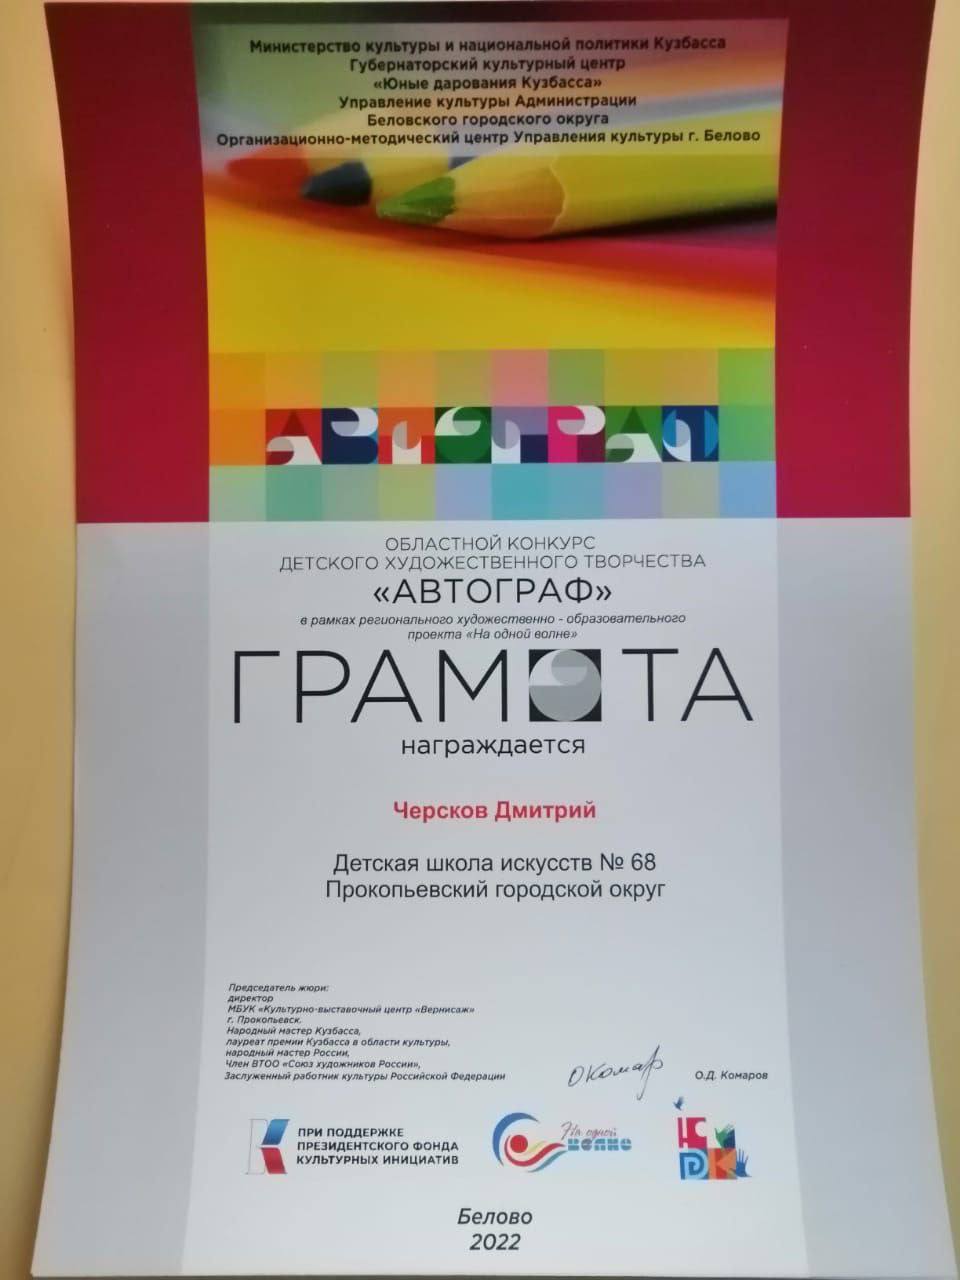 Министерство культуры и национальной политики Кузбасса
Губернаторский культурный центр
«Юные дарования Кузбасса»
Управление культуры Администрации
Беловского городского округа
Организационно-методический центр Управления культуры г. Белово
АВТОГРАФ
ОБЛАСТНОЙ КОНКУРС
ДЕТСКОГО ХУДОЖЕСТВЕННОГО ТВОРЧЕСТВА
«АВТОГРАФ»
в рамках регионального художественно - образовательного
проекта «На одной волне»
ГРАМОТА
награждается
Черсков Дмитрий
Детская школа искусств № 68
Прокопьевский городской округ
Председатель жюри:
директор
МБУК «Культурно-выставочный центр «Вернисаж»
г. Прокопьевск,
Народный мастер Кузбасса,
лауреат премии Кузбасса в области культуры,
народный мастер России,
Член ВТОО «Союз художников России»,
Заслуженный работник культуры Российской Федерации
ОКомар
О.Д. Комаров
ПРИ ПОДДЕРЖКЕ
ПРЕЗИДЕНТСКОГО ФОНДА
КУЛЬТУРНЫХ ИНИЦИАТИВ
На одной
волне
Ю
ДК
Белово
2022